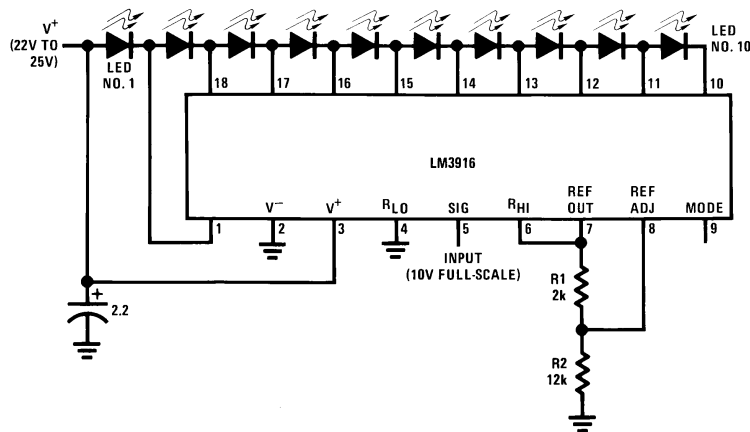 V+
(22V TO
25V)
LED
NO. 1
LED
NO. 10
18 17 16 15 14 13 12 11 10
LM3916
V− V+ RLO SIG RHI REF OUT REF ADJ MODE
1 2 3 4 5 6 7 8 9
INPUT
(10V FULL-SCALE)
+
2.2
R1
2k
R2
12k